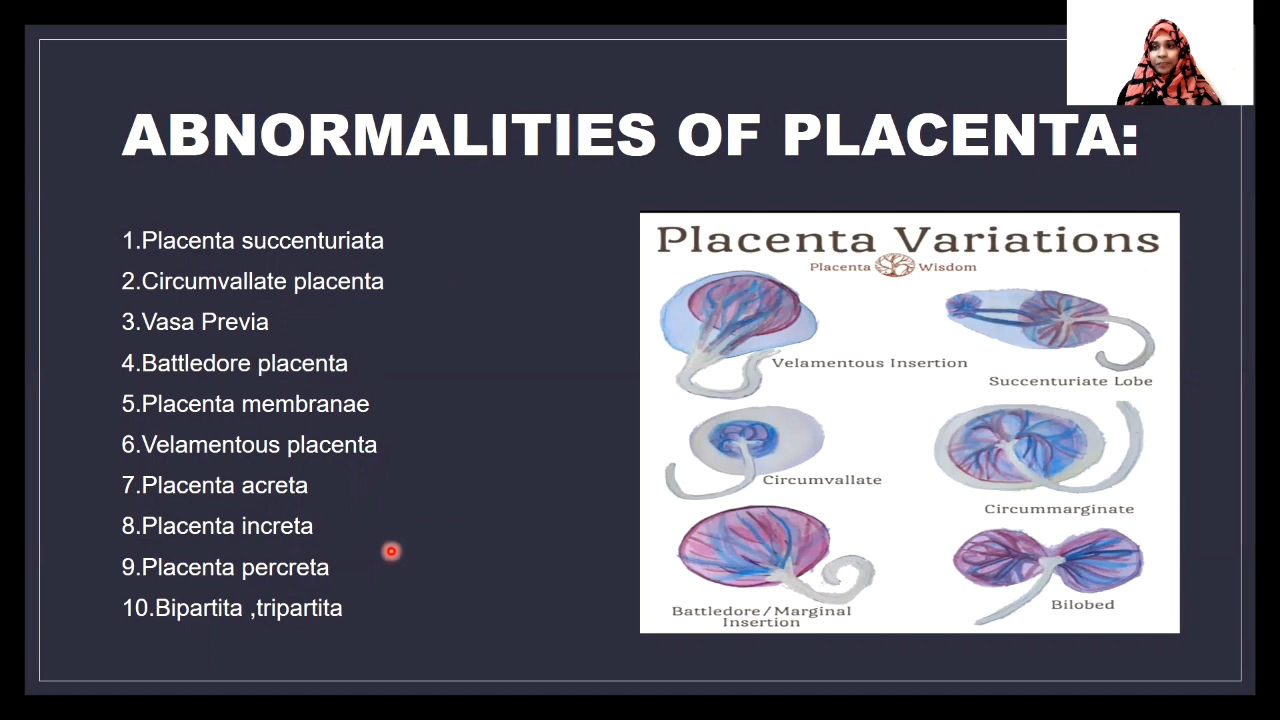 ABNORMALITIES OF PLACENTA:
1.Placenta succenturiata
2.Circumvallate placenta
3.Vasa Previa
4.Battledore placenta
5.Placenta membranae
6.Velamentous placenta
7.Placenta acreta
8.Placenta increta
9.Placenta percreta
10.Bipartita ,tripartita
Placenta Variations
Placenta Wisdom
Velamentous Insertion
Succenturiate Lobe
Circumvallate
Circummarginate
Battledore/Marginal
Insertion
Bilobed